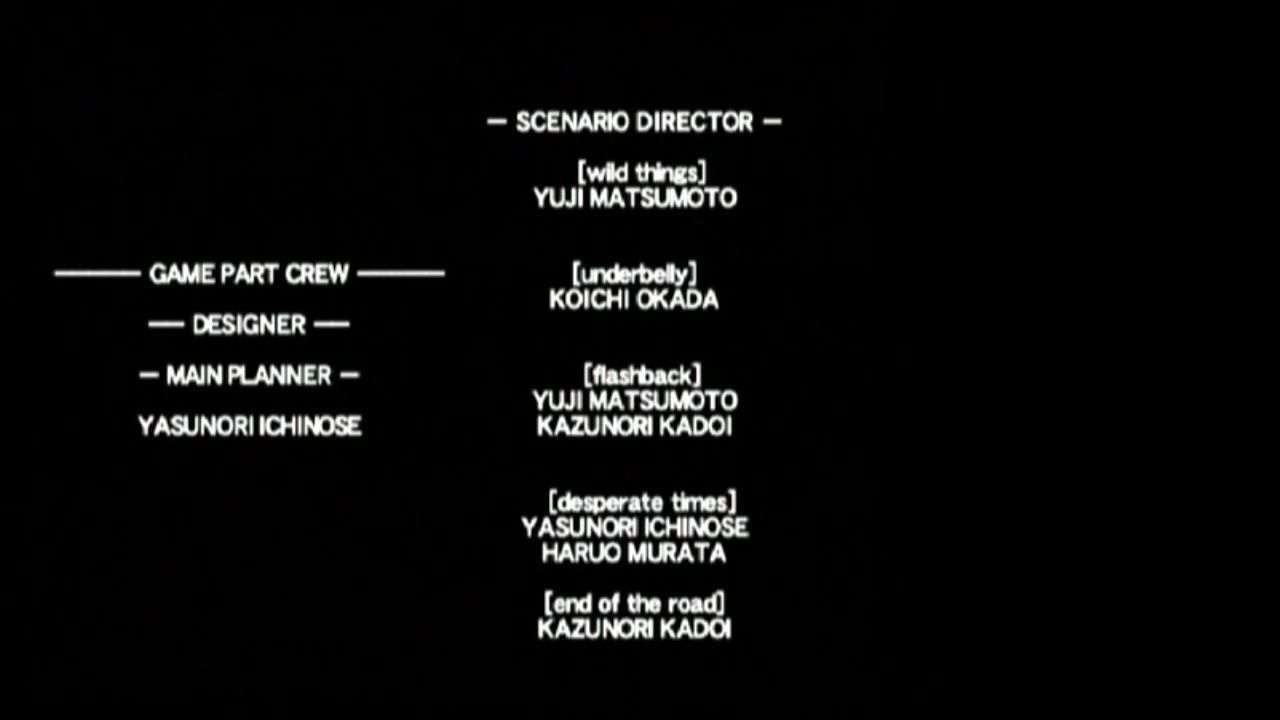 — GAME PART CREW —
— DESIGNER —
— MAIN PLANNER —
YASUNORI ICHINOSE
— SCENARIO DIRECTOR —
[wild things]
YUJI MATSUMOTO
[underbelly]
KOICHI OKADA
[flashback]
YUJI MATSUMOTO
KAZUNORI KADOI
[desperate times]
YASUNORI ICHINOSE
HARUO MURATA
[end of the road]
KAZUNORI KADOI